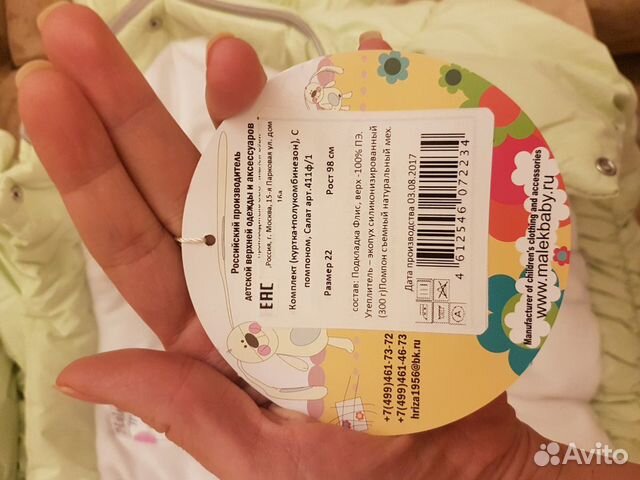 Российский производитель
детской верхней одежды и аксессуаров
,Россия, г. Москва, 15-я Парковая ул, дом
16а
EAC
Комплект (куртка+полукомбинезон), С
помпоном, Салат арт.411ф/1
Размер 22 Рост 98 см
состав: Подкладка Флис, верх -100% ПЭ.
Утеплитель – экопух силиконизированный
(300 г)Помпон съемный натуральный мех.
Дата производства 03.08.2017
4 612546 072234
Manufacturer of children's clothing and accessories
www.malekbaby.ru
+7(499)461-73-72
+7(499)461-46-73
hriza1956@bk.ru
Avito